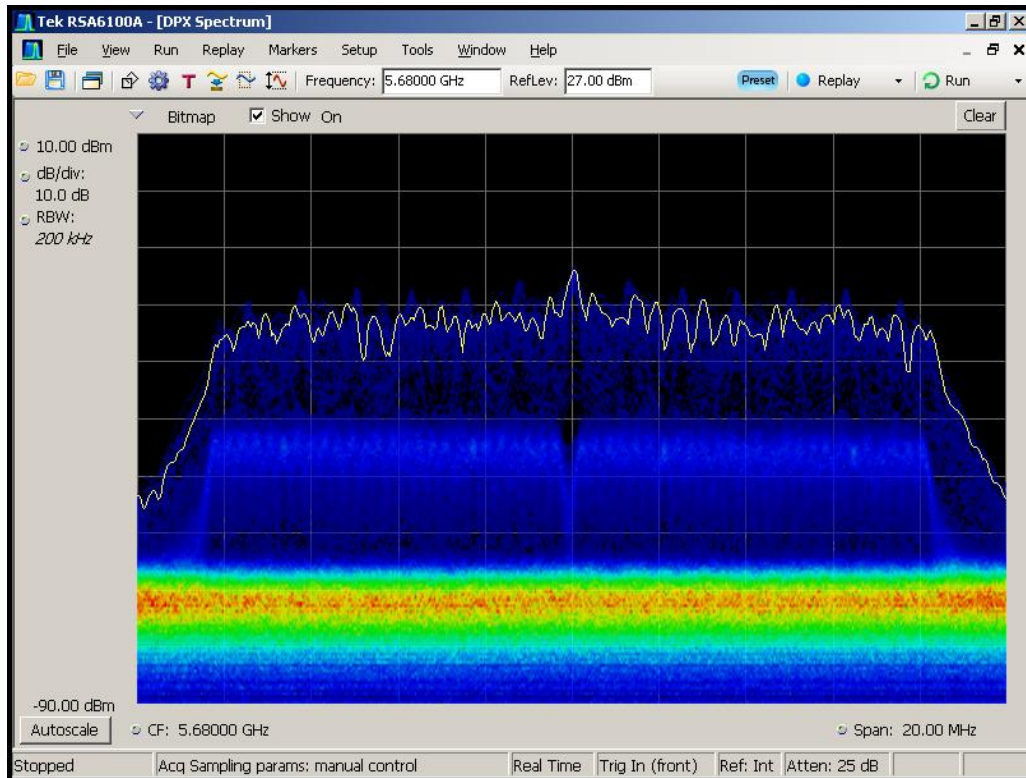 Tek RSA6100A - [DPX Spectrum]
File View Run Replay Markers Setup Tools Window Help
T Frequency: 5.68000 GHz RefLev: 27.00 dBm Preset Replay Run
Bitmap Show On Clear
10.00 dBm
dB/div:
10.0 dB
RBW:
200 kHz
-90.00 dBm
Autoscale CF: 5.68000 GHz Span: 20.00 MHz
Stopped Acq Sampling params: manual control Real Time Trig In (front) Ref: Int Atten: 25 dB